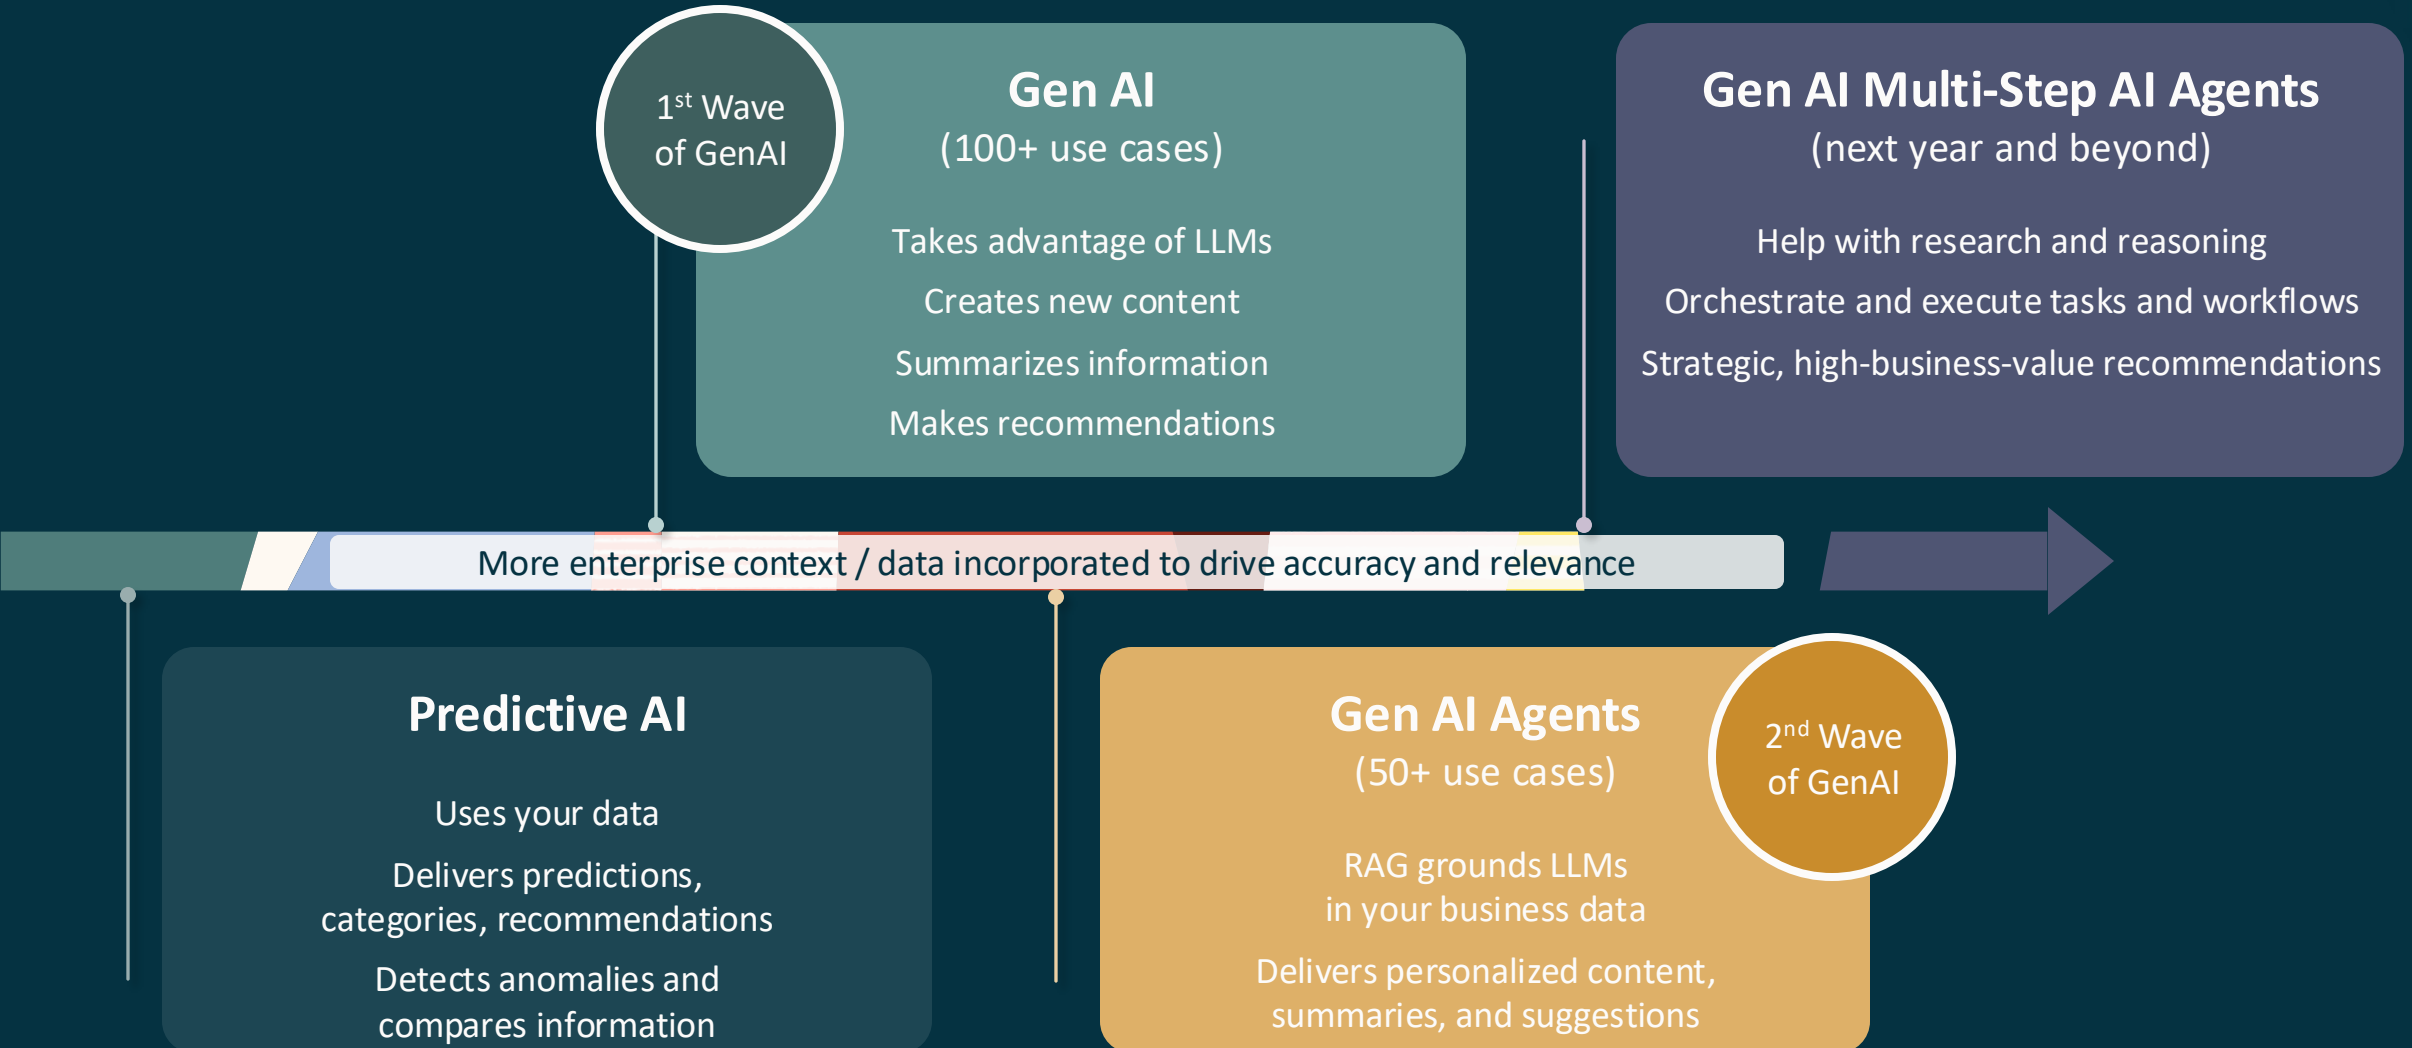 1st Wave
of GenAI
Gen AI
(100+ use cases)
Takes advantage of LLMs
Creates new content
Summarizes information
Makes recommendations
Gen AI Multi-Step AI Agents
(next year and beyond)
Help with research and reasoning
Orchestrate and execute tasks and workflows
Strategic, high-business-value recommendations
More enterprise context / data incorporated to drive accuracy and relevance
Predictive AI
Uses your data
Delivers predictions,
categories, recommendations
Detects anomalies and
compares information
Gen AI Agents
(50+ use cases)
RAG grounds LLMs
in your business data
Delivers personalized content,
summaries, and suggestions
2nd Wave
of GenAI